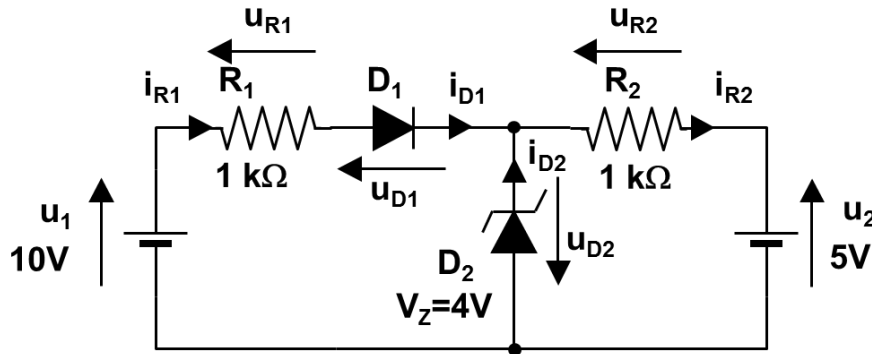 uR1
uR2
R1
D1
iD1
R2
iR1
iR2
1 kΩ
uD1
iD2
1 kΩ
u1
10V
D2
VZ=4V
uD2
u2
5V